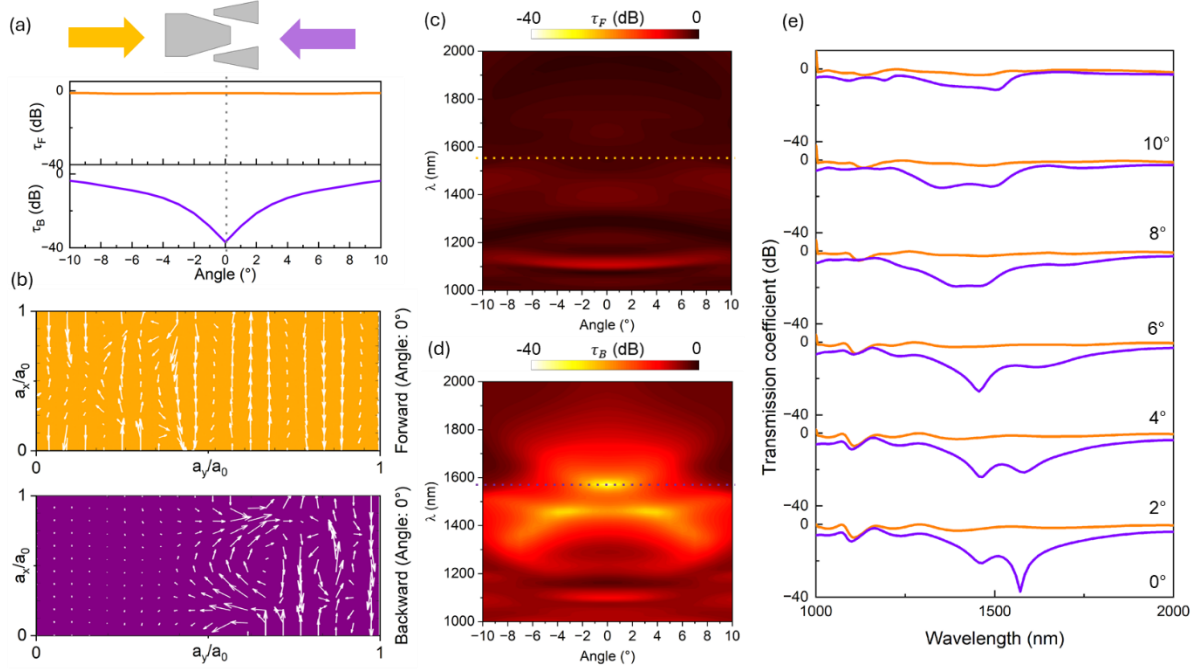 (a)
0
τF (dB)
−40
0
τB (dB)
−40
−10 −8 −6 −4 −2 0 2 4 6 8 10
Angle (°)
(b)
1
ax/a0
0
0 ay/a0 1
Forward (Angle: 0°)
1
ax/a0
0
0 ay/a0 1
Backward (Angle: 0°)
(c)
−40 τF (dB) 0
2000
1800
1600
1400
1200
1000
λ (nm)
−10 −8 −6 −4 −2 0 2 4 6 8 10
Angle (°)
(d)
−40 τB (dB) 0
2000
1800
1600
1400
1200
1000
λ (nm)
−10 −8 −6 −4 −2 0 2 4 6 8 10
Angle (°)
(e)
0
10°
−40
0
8°
−40
0
6°
−40
0
4°
−40
0
2°
−40
0
0°
−40
Transmission coefficient (dB)
1000 1500 2000
Wavelength (nm)